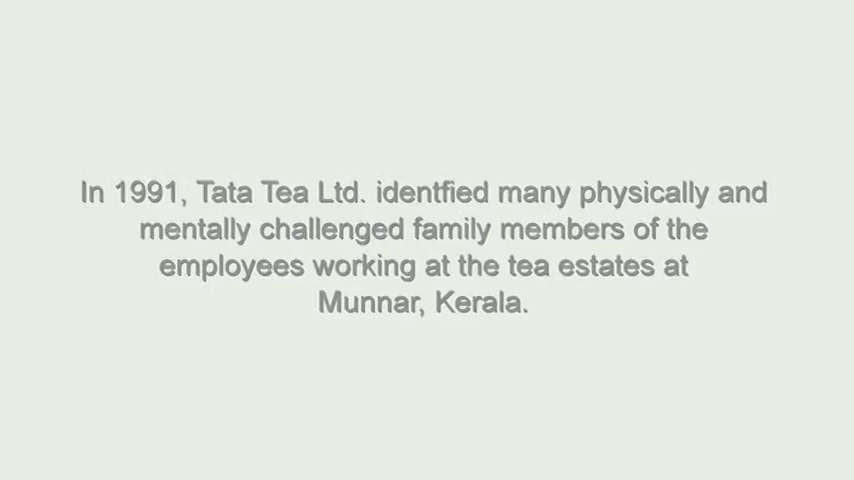 In 1991, Tata Tea Ltd. identfied many physically and
mentally challenged family members of the
employees working at the tea estates at
Munnar, Kerala.